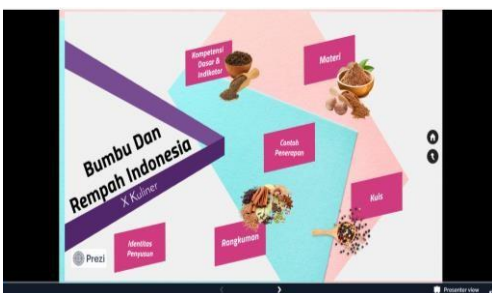 Kompetensi
Dasar &
Indikator
Materi
Bumbu Dan
Rempah Indonesia
X Kuliner
Contoh
Penerapan
Kuis
Rangkuman
Identitas
Penyusun
Prezi
Presenter view